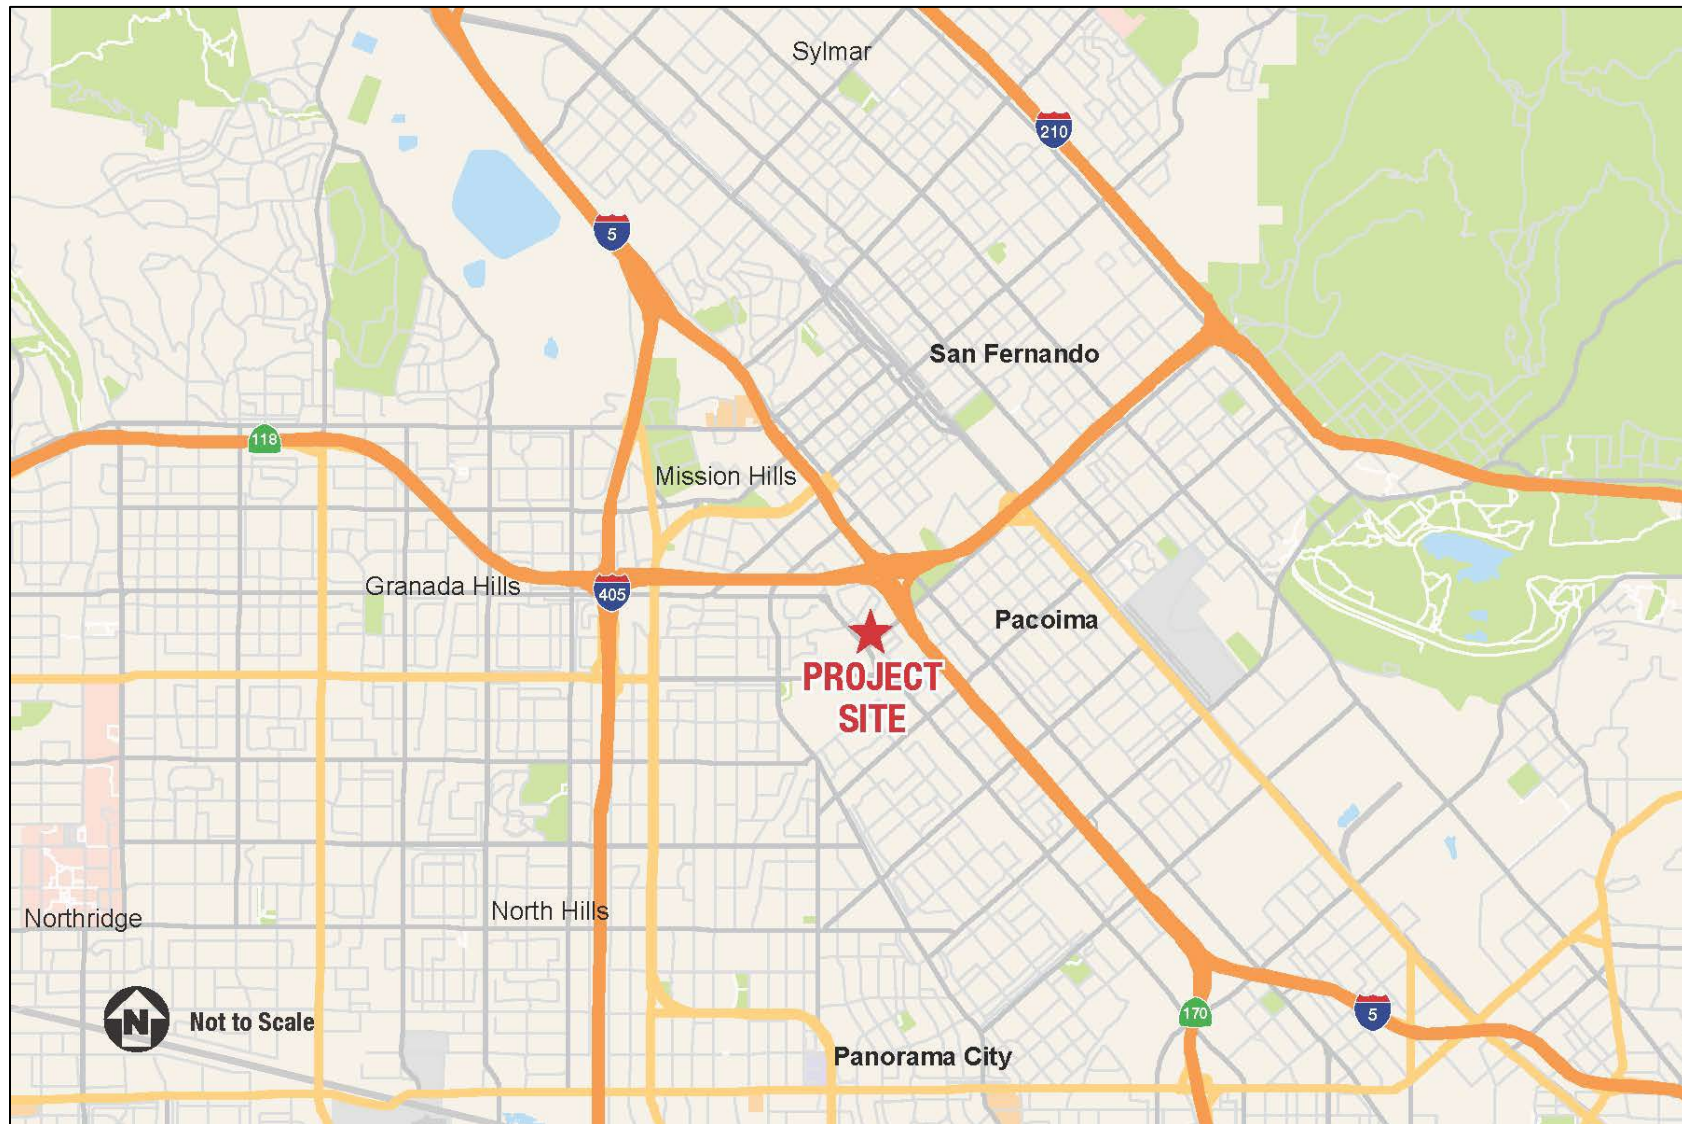 Sylmar
210
5
San Fernando
118
Mission Hills
Granada Hills
405
Pacoima
PROJECT
SITE
Northridge
North Hills
N
Not to Scale
170
5
Panorama City